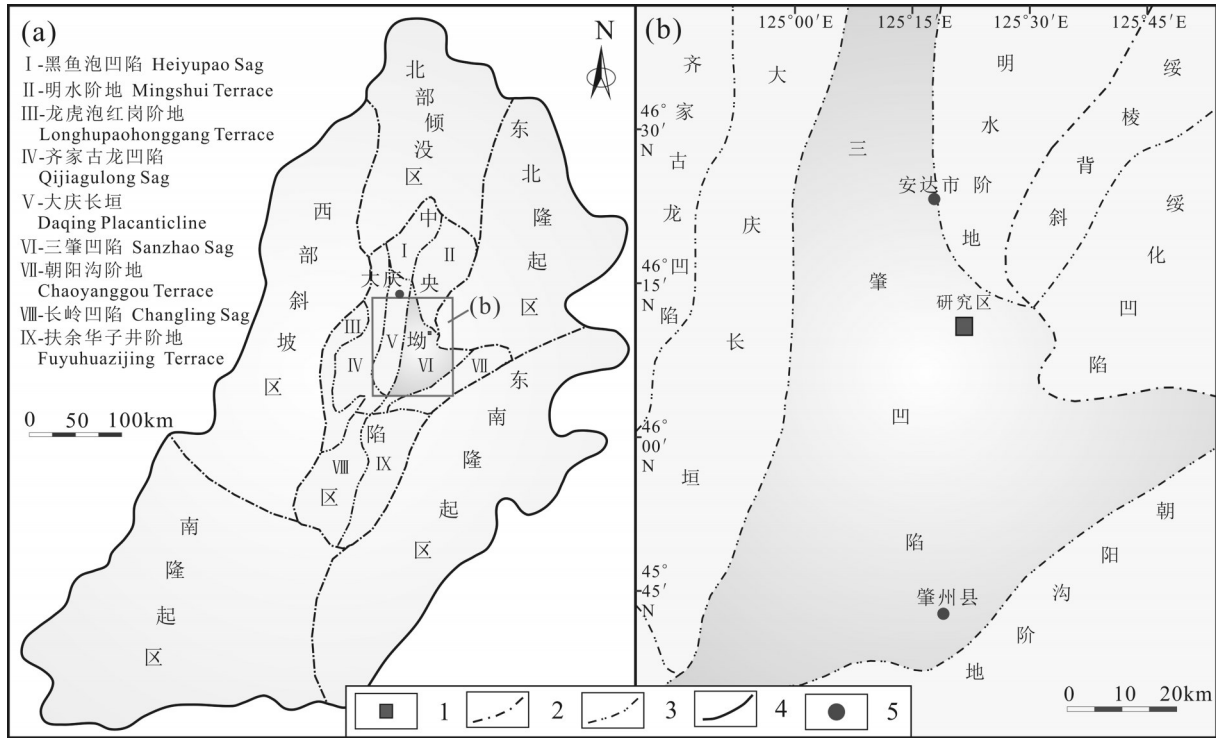 (a)
N
Ⅰ-黑鱼泡凹陷 Heiyupao Sag
Ⅱ-明水阶地 Mingshui Terrace
Ⅲ-龙虎泡红岗阶地
Longhupaohonggang Terrace
Ⅳ-齐家古龙凹陷
Qijiagulong Sag
Ⅴ-大庆长垣
Daqing Placanticline
Ⅵ-三肇凹陷 Sanzhao Sag
Ⅶ-朝阳沟阶地
Chaoyanggou Terrace
Ⅷ-长岭凹陷 Changling Sag
Ⅸ-扶余华子井阶地
Fuyuhuazijing Terrace
0 50 100km
北部倾没区
东北隆起区
西部斜坡区
中央坳陷区
大庆
Ⅰ
Ⅱ
Ⅲ
Ⅳ
Ⅴ
Ⅵ
Ⅶ
Ⅷ
Ⅸ
(b)
东南隆起区
南隆起区
(b)
125°00′E
125°15′E
125°30′E
125°45′E
46°30′N
46°15′N
46°00′N
45°45′N
齐家古龙凹陷
大庆长垣
三肇凹陷
明水阶地
绥棱背斜
绥化凹陷
安达市
研究区
肇州县
朝阳沟阶地
0 10 20km
1
2
3
4
5